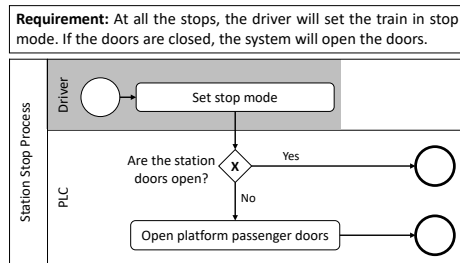 Requirement: At all the stops, the driver will set the train in stop
mode. If the doors are closed, the system will open the doors.
Station Stop Process
Driver
Set stop mode
PLC
Are the station
doors open?
X
Yes
No
Open platform passenger doors